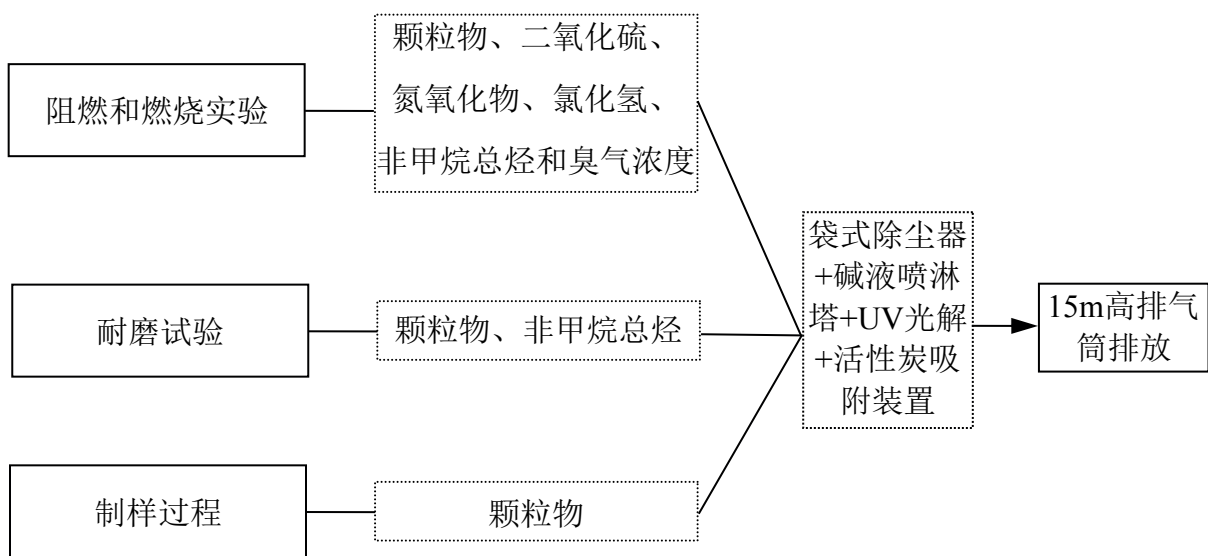 阻燃和燃烧实验
颗粒物、二氧化硫、
氮氧化物、氯化氢、
非甲烷总烃和臭气浓度
耐磨试验
颗粒物、非甲烷总烃
制样过程
颗粒物
袋式除尘器
+碱液喷淋
塔+UV光解
+活性炭吸
附装置
15m高排气
筒排放